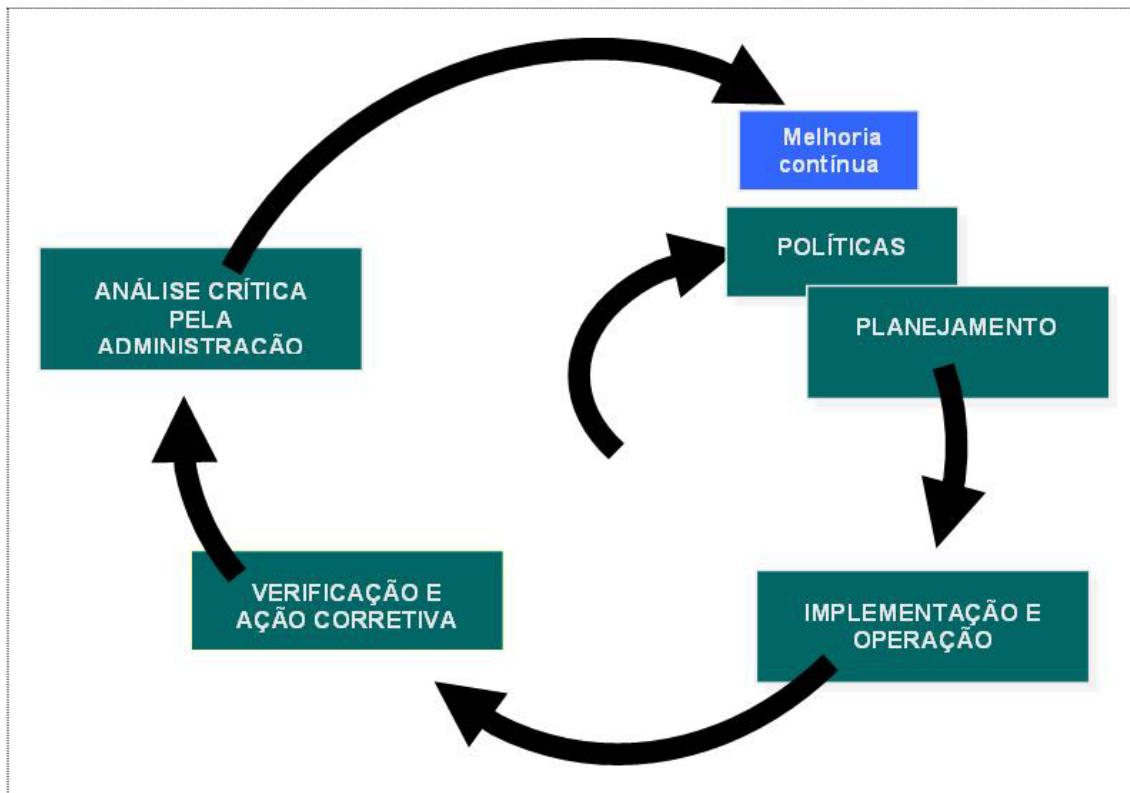 Melhoria
contínua
POLÍTICAS
PLANEJAMENTO
ANÁLISE CRÍTICA
PELA
ADMINISTRAÇÃO
VERIFICAÇÃO E
AÇÃO CORRETIVA
IMPLEMENTAÇÃO E
OPERAÇÃO